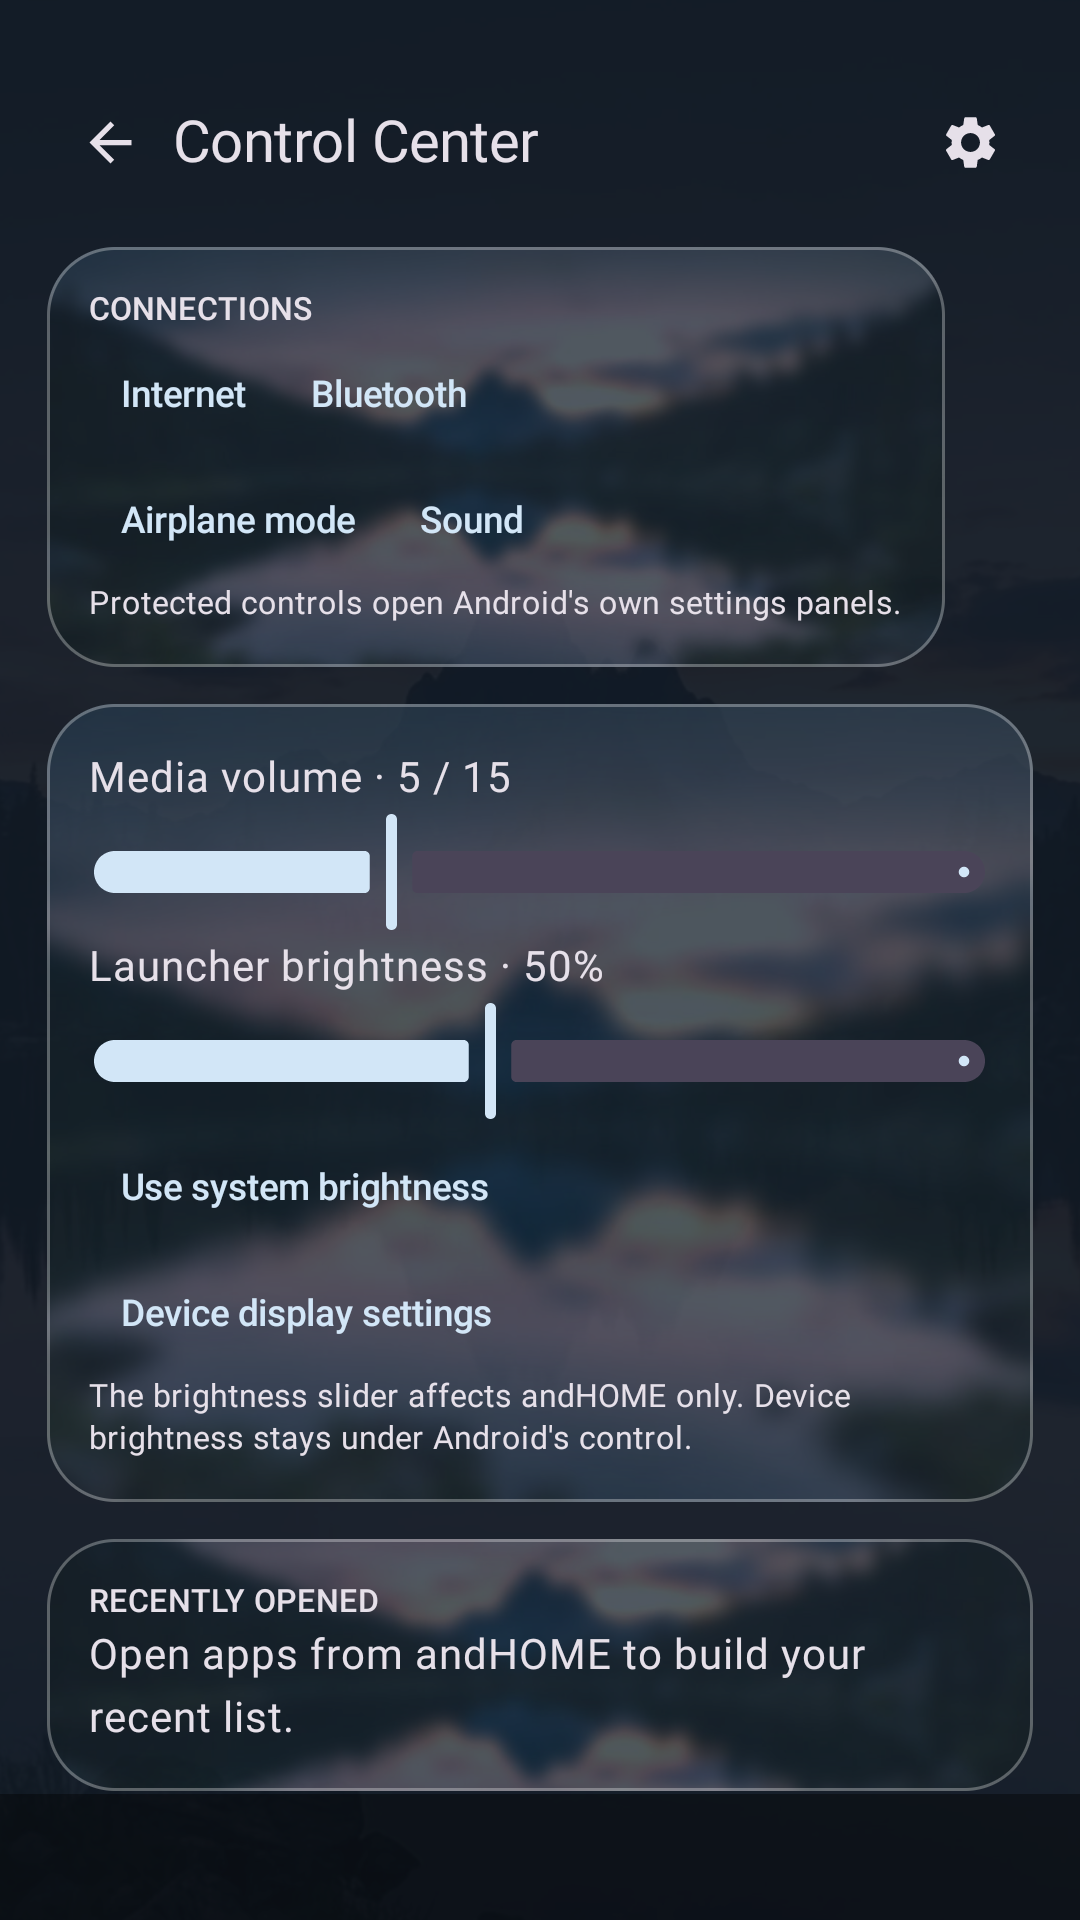 Control Center
CONNECTIONS
Internet Bluetooth
Airplane mode Sound
Protected controls open Android's own settings panels.
Media volume · 5 / 15
Launcher brightness · 50%
Use system brightness
Device display settings
The brightness slider affects andHOME only. Device
brightness stays under Android's control.
RECENTLY OPENED
Open apps from andHOME to build your
recent list.